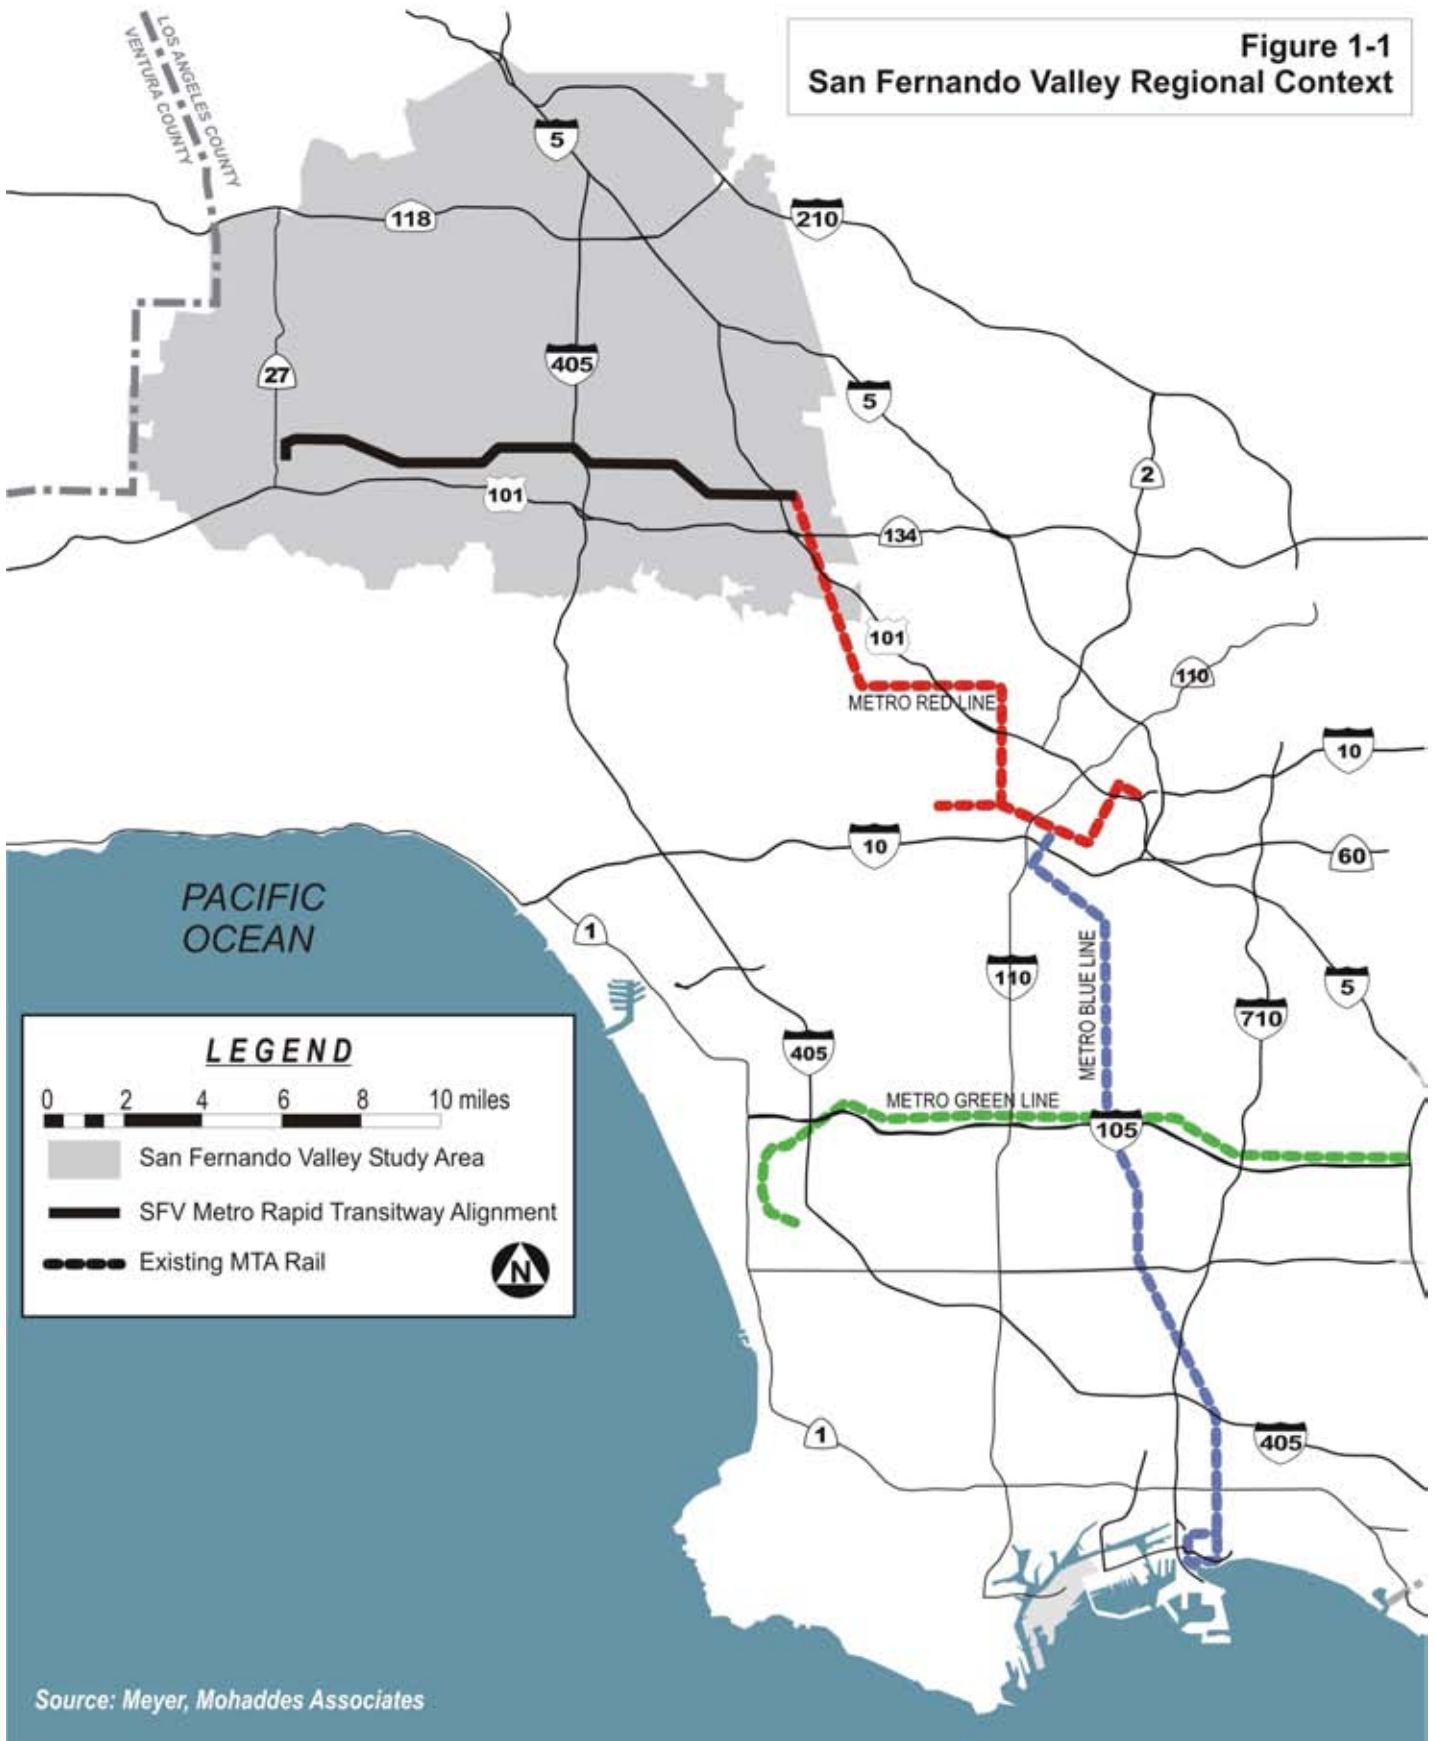 Figure 1-1
San Fernando Valley Regional Context
LOS ANGELES COUNTY
VENTURA COUNTY
5
118
210
27
405
5
2
101
134
101
110
METRO RED LINE
10
10
60
PACIFIC
OCEAN
1
110
METRO BLUE LINE
5
710
405
METRO GREEN LINE
105
LEGEND
0 2 4 6 8 10 miles
San Fernando Valley Study Area
SFV Metro Rapid Transitway Alignment
Existing MTA Rail
N
1
405
Source: Meyer, Mohaddes Associates